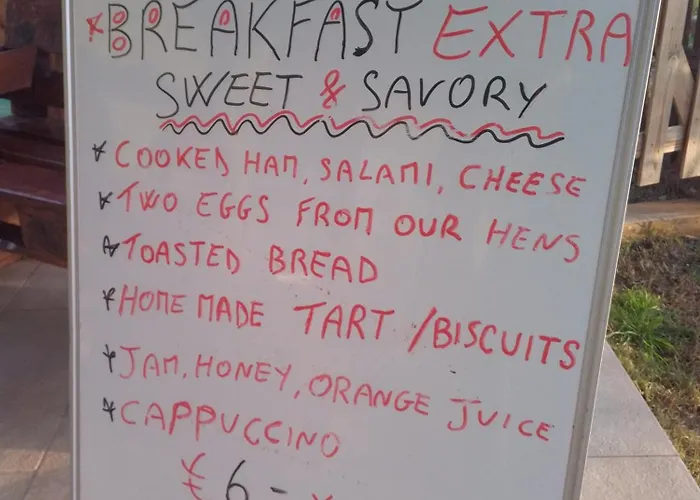 *BREAKFAST EXTRA
SWEET & SAVORY
* COOKED HAM, SALAMI, CHEESE
* TWO EGGS FROM OUR HENS
* TOASTED BREAD
* HOME MADE TART / BISCUITS
* JAM, HONEY, ORANGE JUICE
* CAPPUCCINO
€ 6 -